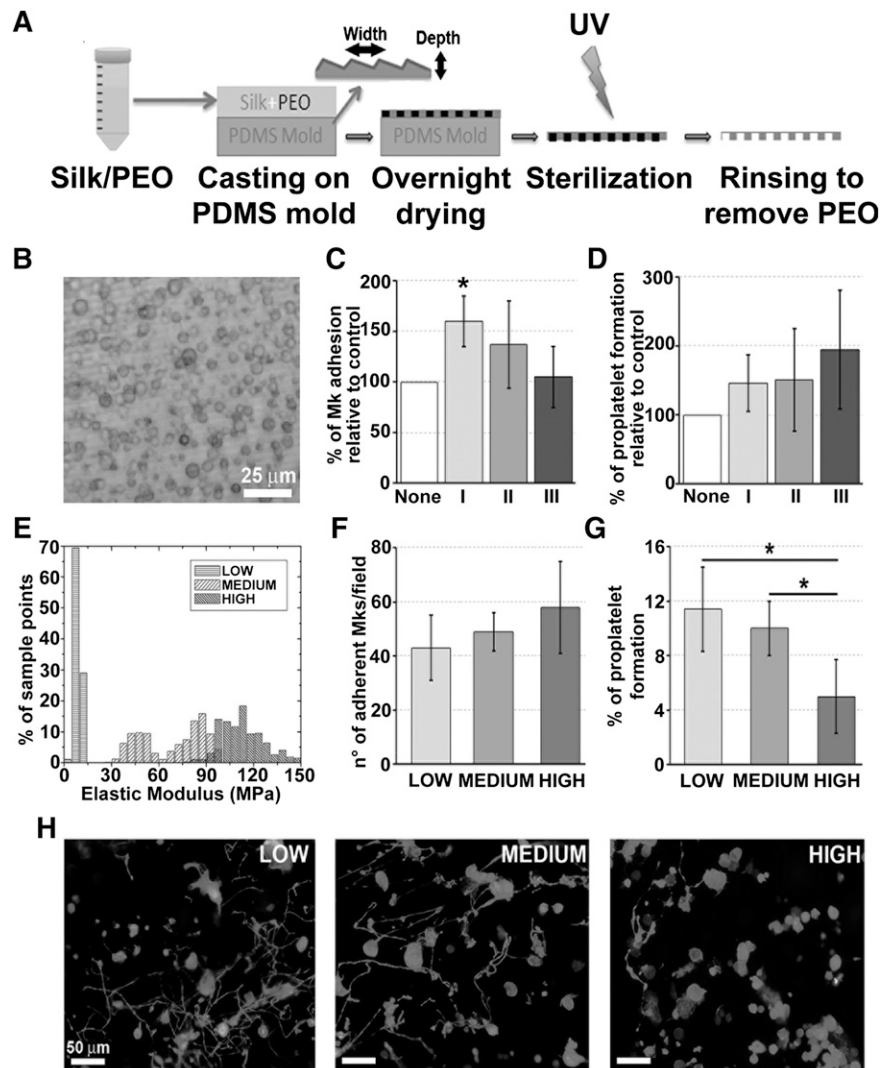 A
UV
Width
Depth
Silk+PEO
PDMS Mold
PDMS Mold
Silk/PEO
Casting on
PDMS mold
Overnight
drying
Sterilization
Rinsing to
remove PEO
B
25 μm
C
% of Mk adhesion
relative to control
200
150
100
50
0
*
None I II III
D
% of proplatelet formation
relative to control
300
200
100
0
None I II III
E
% of sample points
70
60
50
40
30
20
10
0
LOW
MEDIUM
HIGH
0 30 60 90 120 150
Elastic Modulus (MPa)
F
n° of adherent Mks/field
80
60
40
20
0
LOW MEDIUM HIGH
G
% of proplatelet
formation
16
12
8
4
0
*
*
LOW MEDIUM HIGH
H
LOW
50 μm
MEDIUM
HIGH